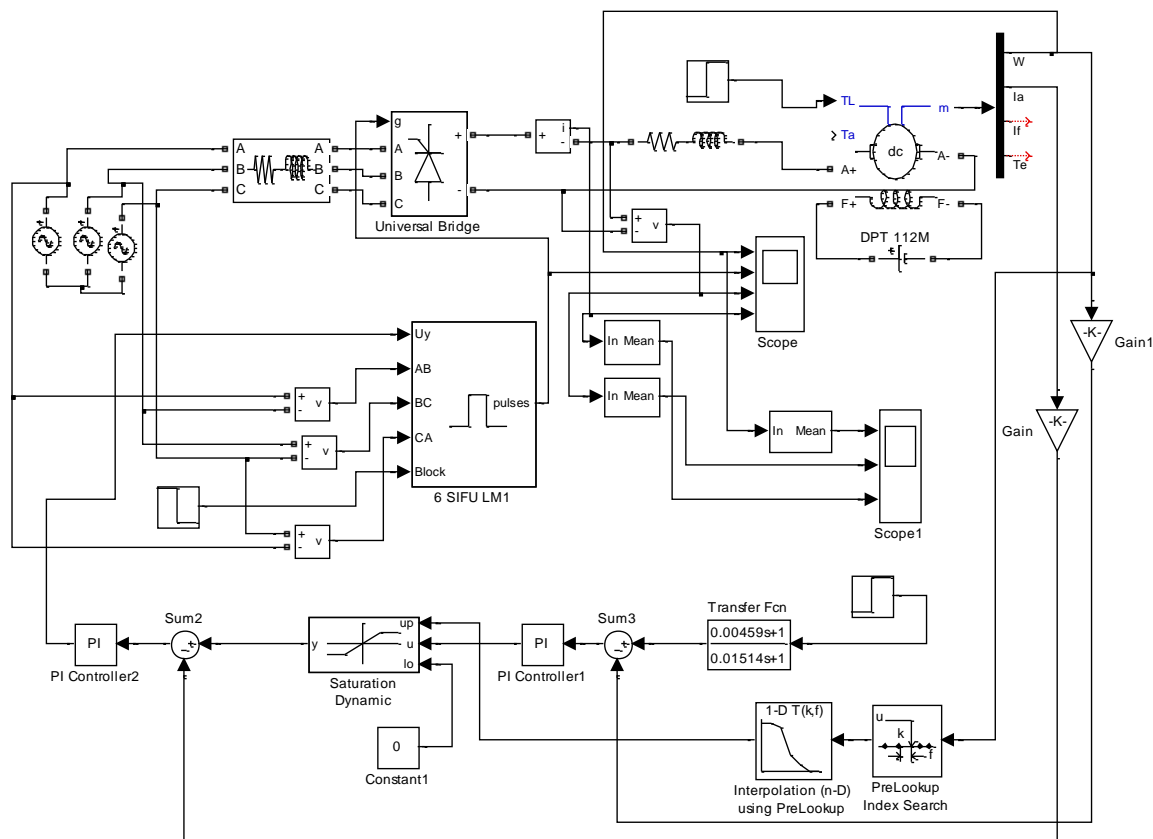 W
Ia
TL
m
If
g
Ta
dc
Te
+
+
i
-
A
A
A
A+
A-
B
B
B
-
C
C
C
F+
F-
Universal Bridge
+
-
v
DPT 112M
Uy
Scope
In Mean
-K-
Gain1
AB
+
-
v
BC
pulses
In Mean
CA
In Mean
Gain
-K-
+
-
v
Block
6 SIFU LM1
Scope1
+
-
v
Sum2
Transfer Fcn
Sum3
up
0.00459s+1
PI
y
u
PI
0.01514s+1
lo
PI Controller2
PI Controller1
Saturation
Dynamic
1-D T(k,f)
u
k
0
f
Constant1
Interpolation (n-D)
using PreLookup
PreLookup
Index Search